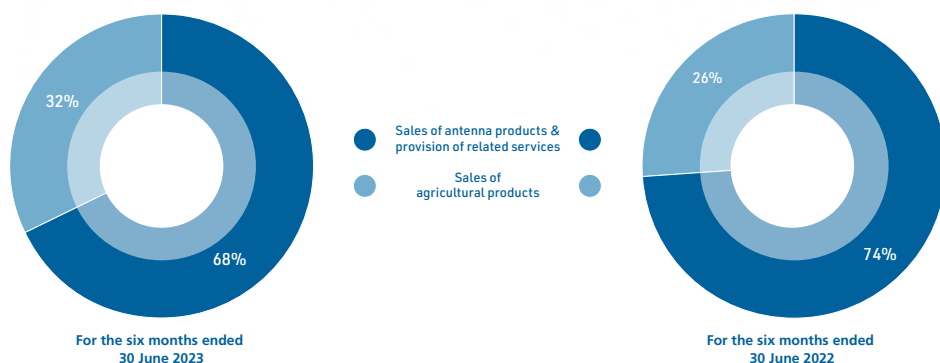 32%
68%
For the six months ended
30 June 2023
Sales of antenna products &
provision of related services
Sales of
agricultural products
26%
74%
For the six months ended
30 June 2022